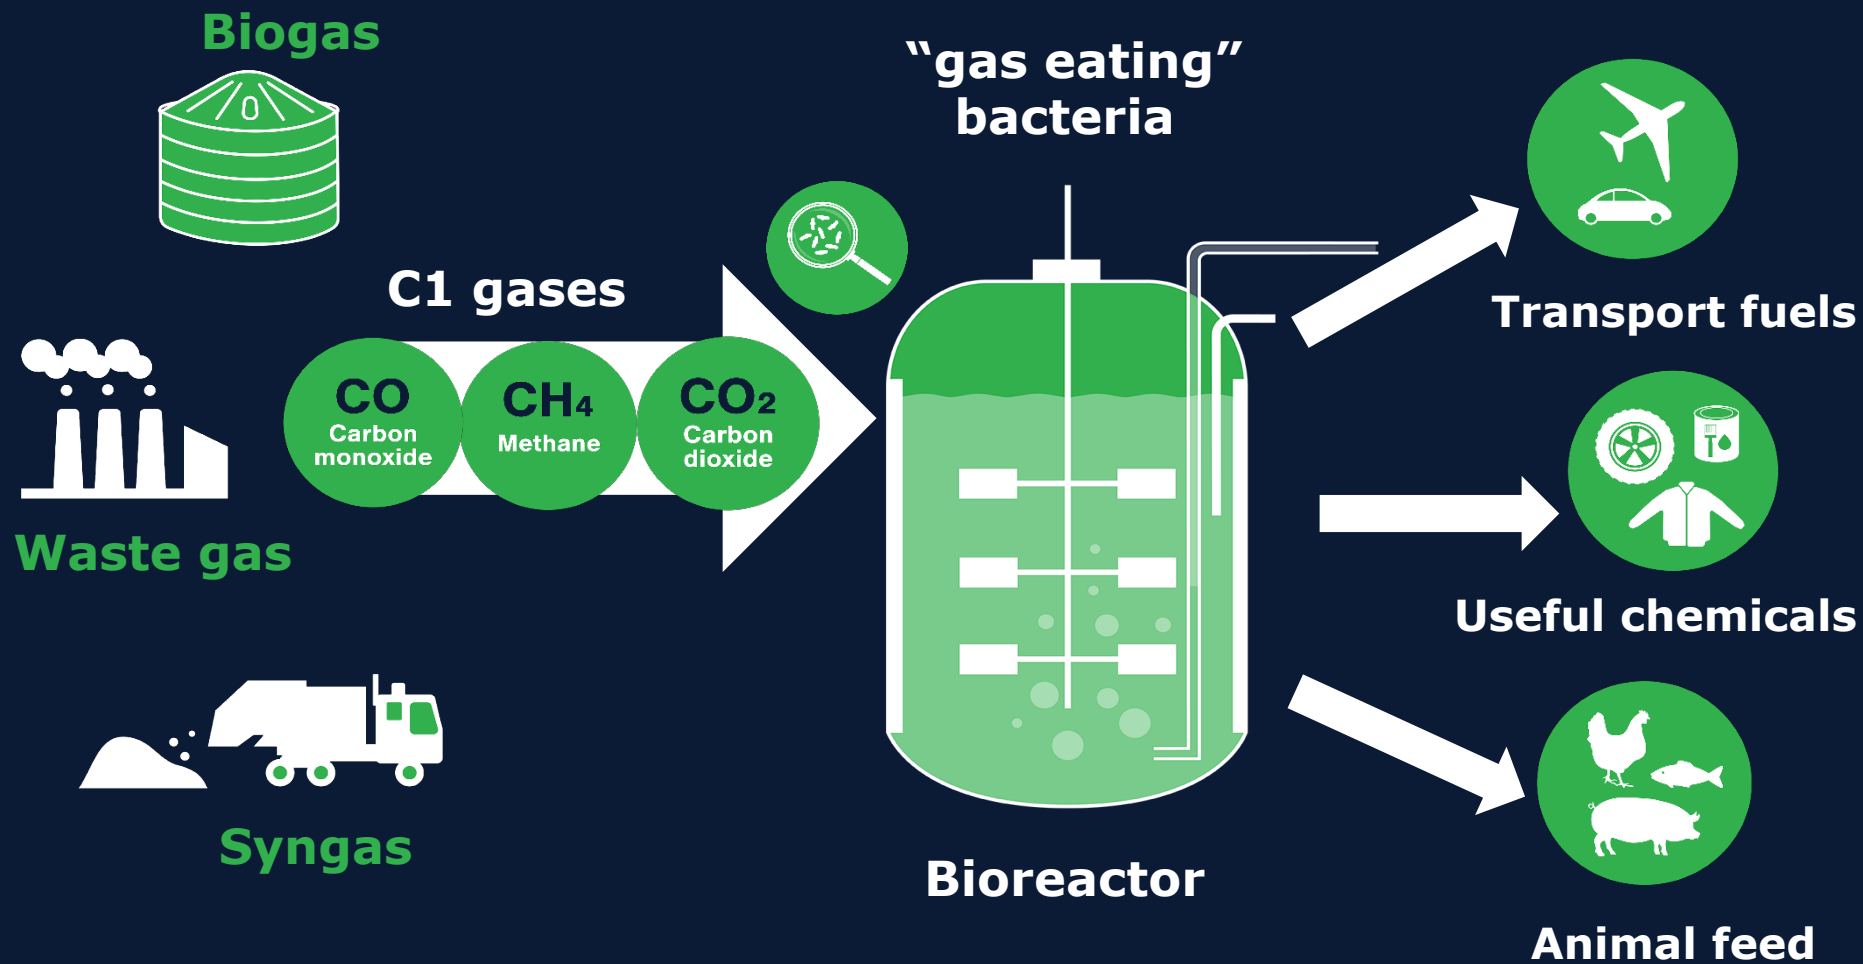 Biogas
Waste gas
Syngas
C1 gases
CO
Carbon
monoxide
CH₄
Methane
CO₂
Carbon
dioxide
“gas eating”
bacteria
Bioreactor
Transport fuels
T
Useful chemicals
Animal feed